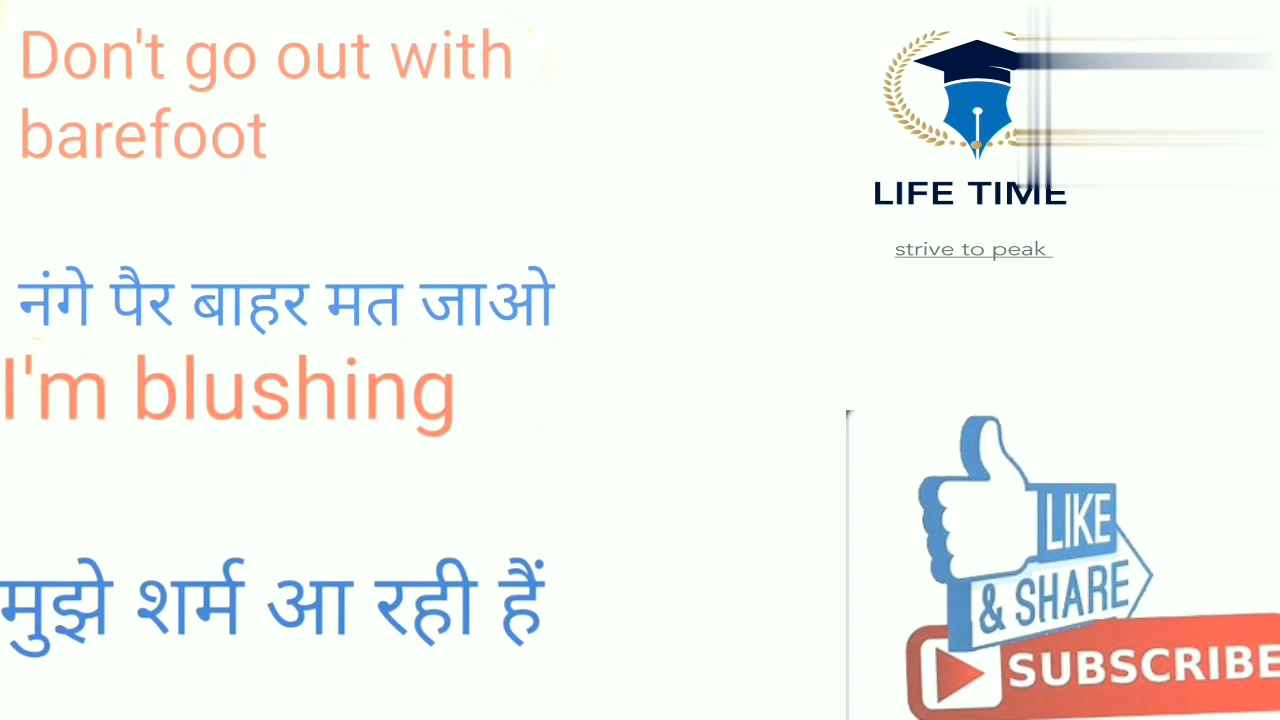 Don't go out with
barefoot
नंगे पैर बाहर मत जाओ
I'm blushing
मुझे शर्म आ रही हैं
LIFE TIME
strive to peak
LIKE
& SHARE
SUBSCRIBE